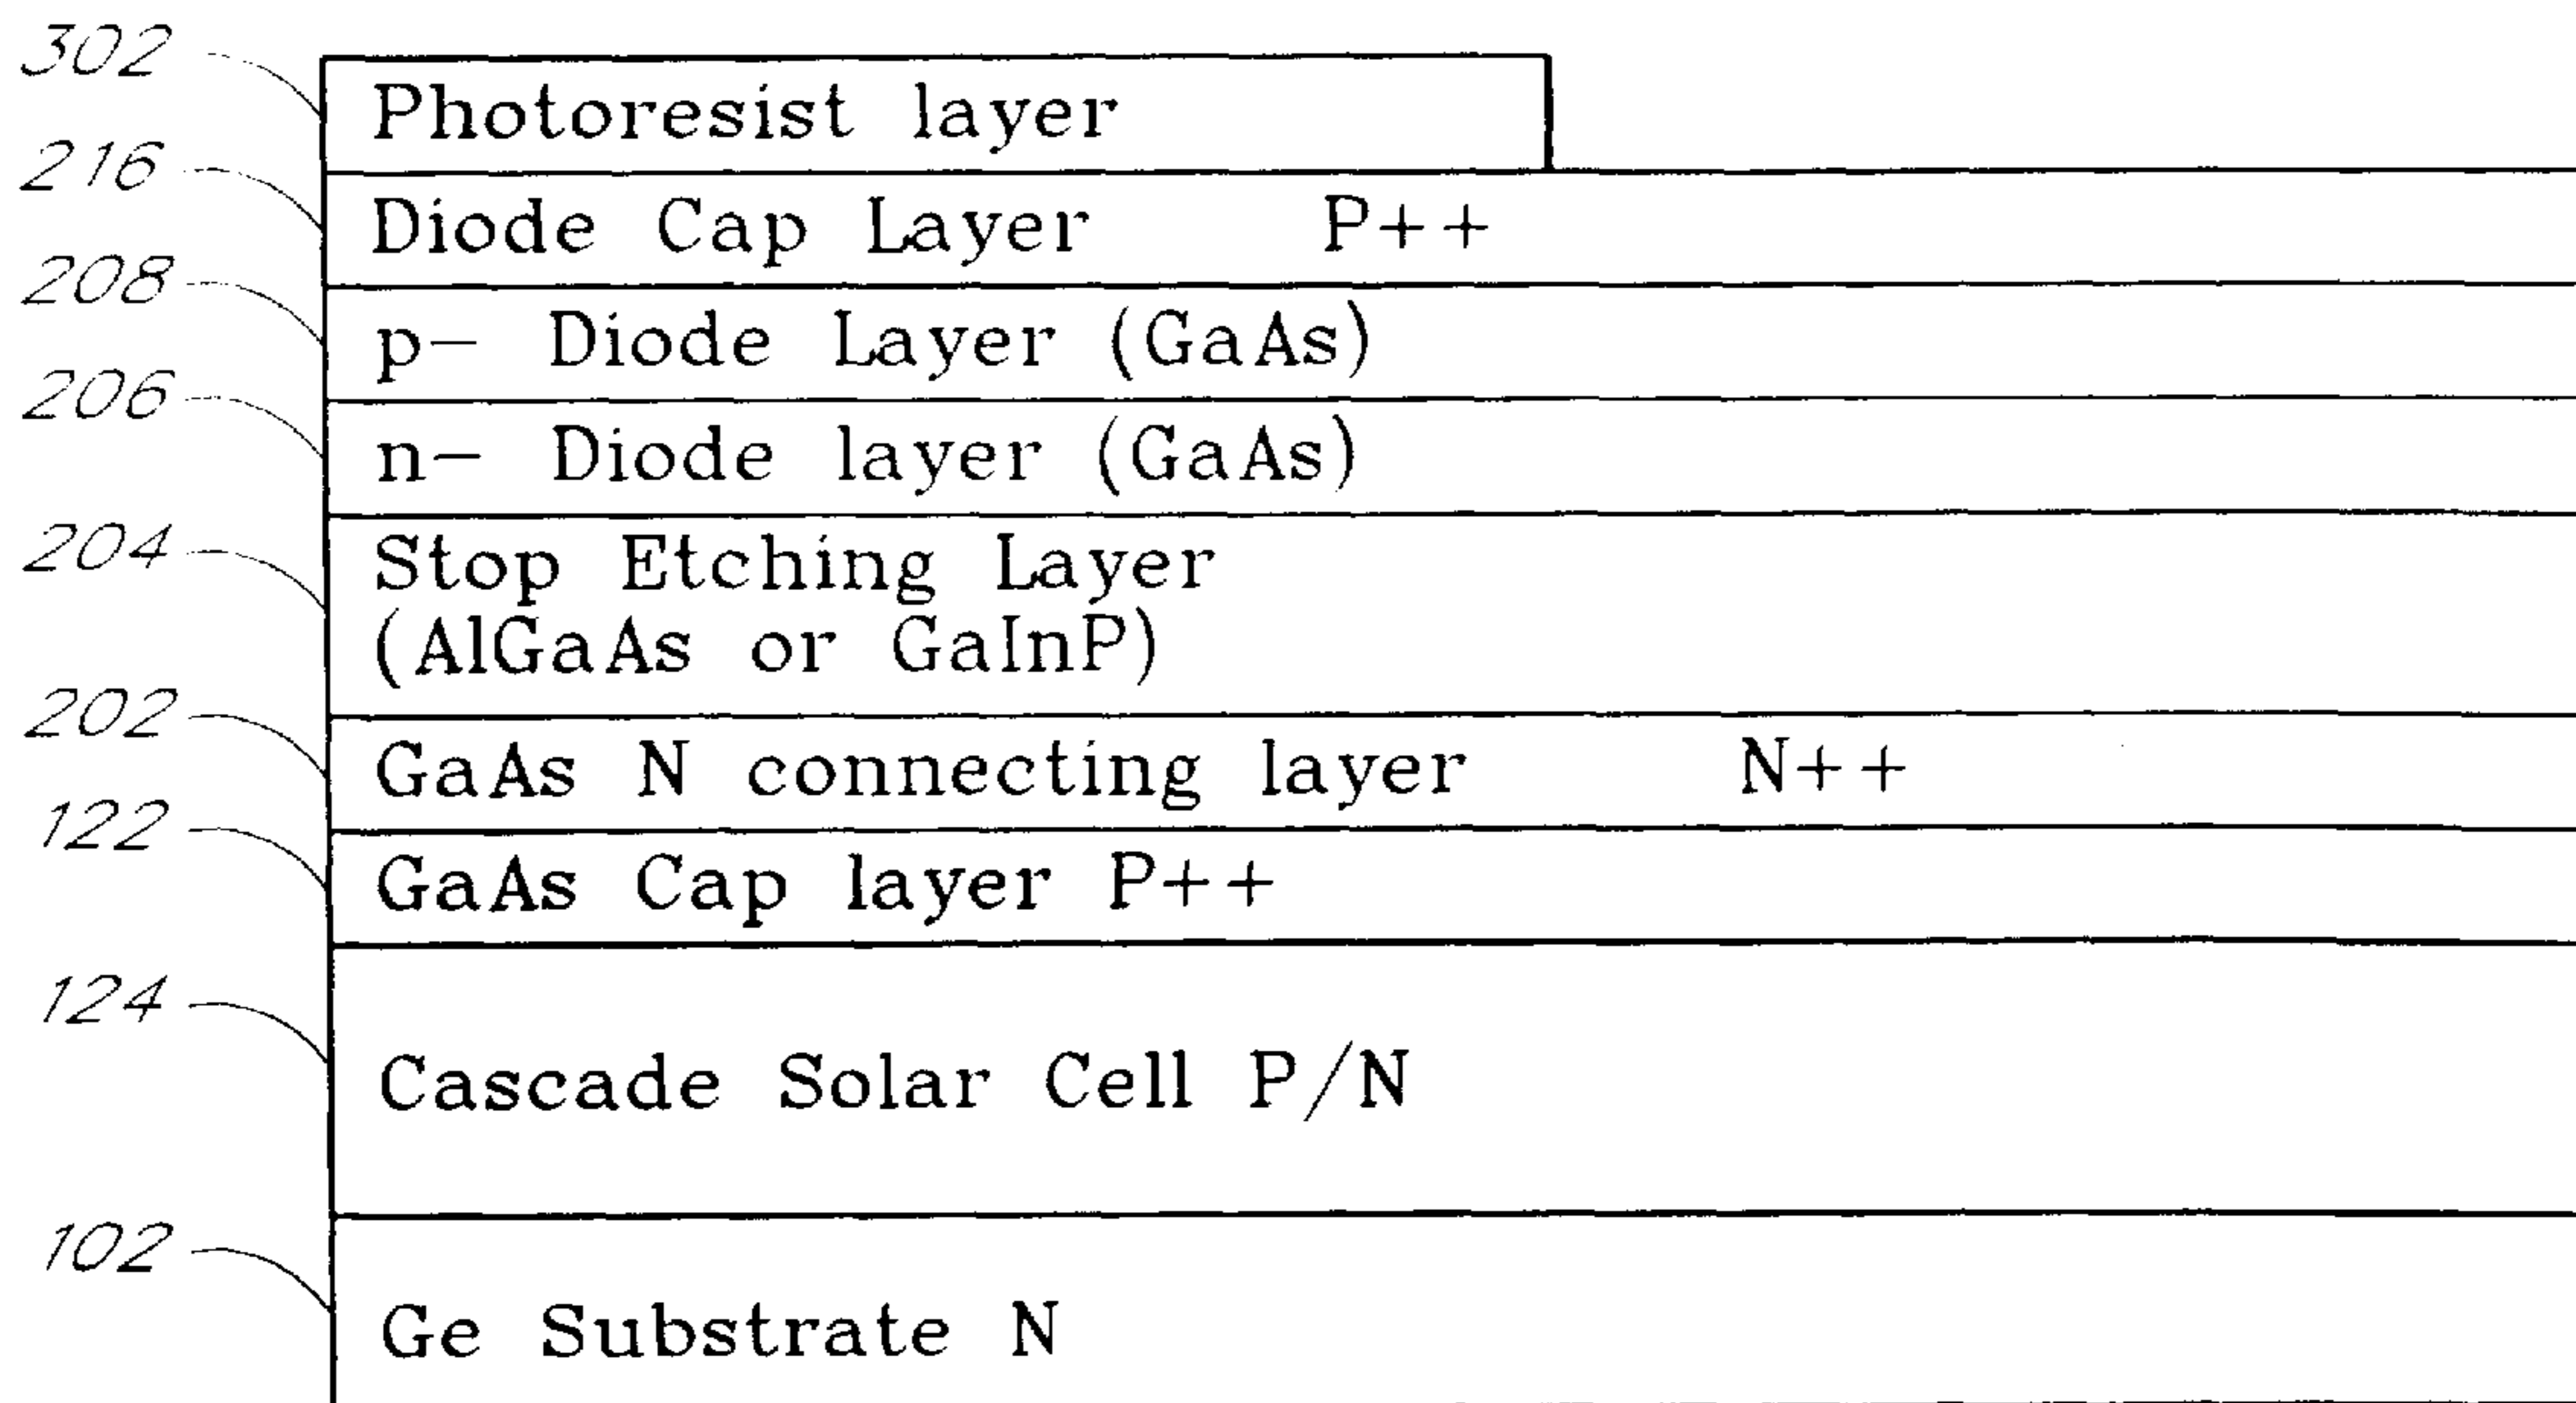 302 Photoresist layer
216 Diode Cap Layer P++
208 p- Diode Layer (GaAs)
206 n- Diode layer (GaAs)
204 Stop Etching Layer
(AlGaAs or GaInP)
202 GaAs N connecting layer N++
122 GaAs Cap layer P++
124 Cascade Solar Cell P/N
102 Ge Substrate N